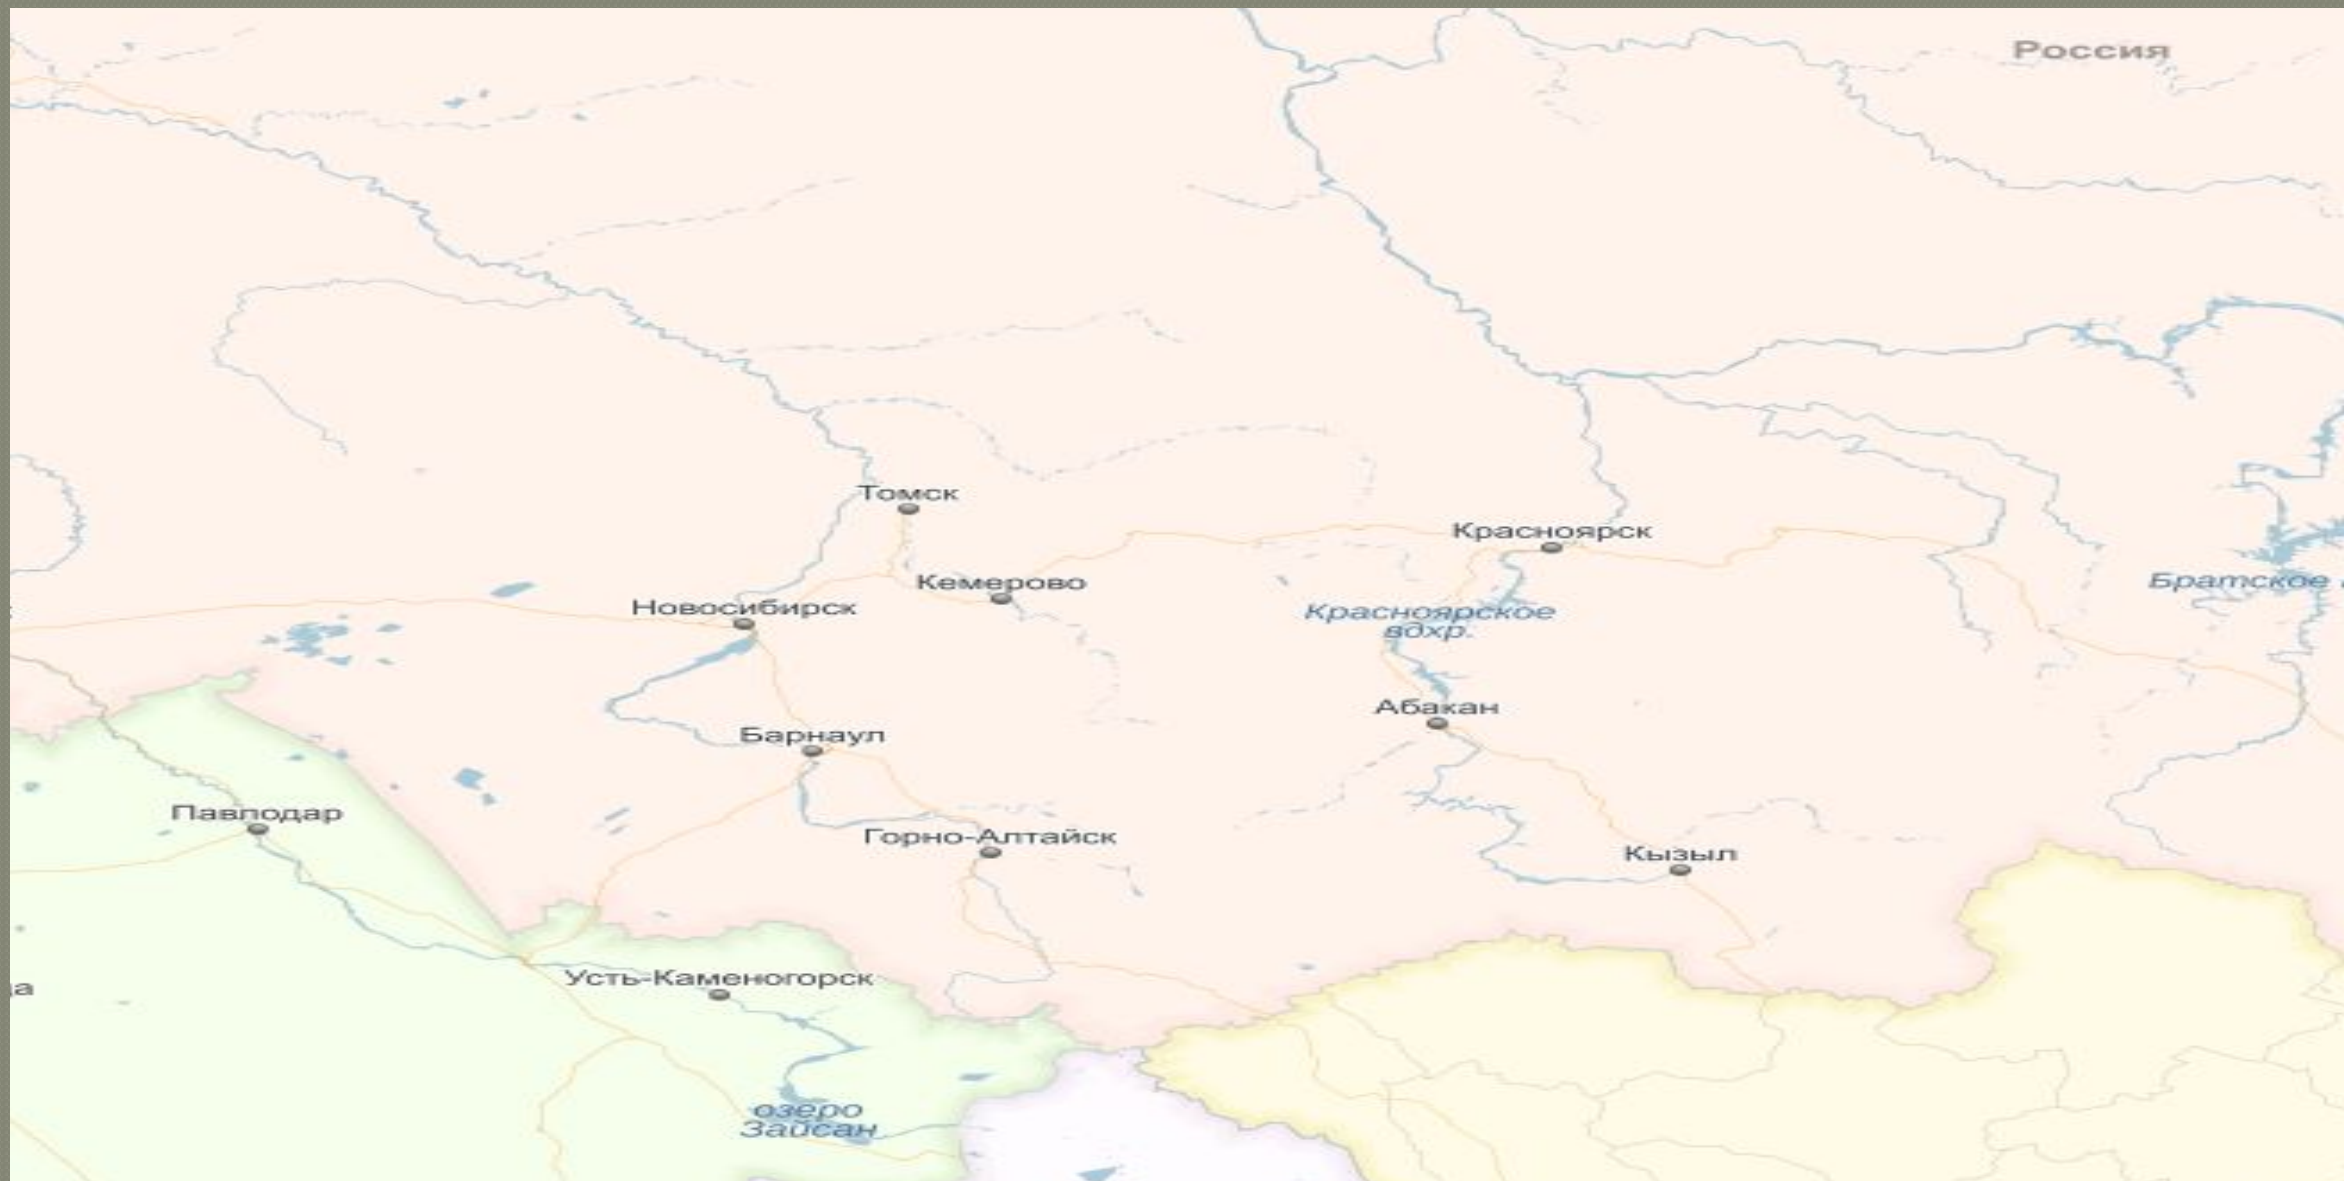 Россия
Томск
Красноярск
Кемерово
Братское
Новосибирск
Красноярское
вдхр.
Абакан
Барнаул
Павлодар
Горно-Алтайск
Кызыл
Усть-Каменогорск
озеро
Зайсан